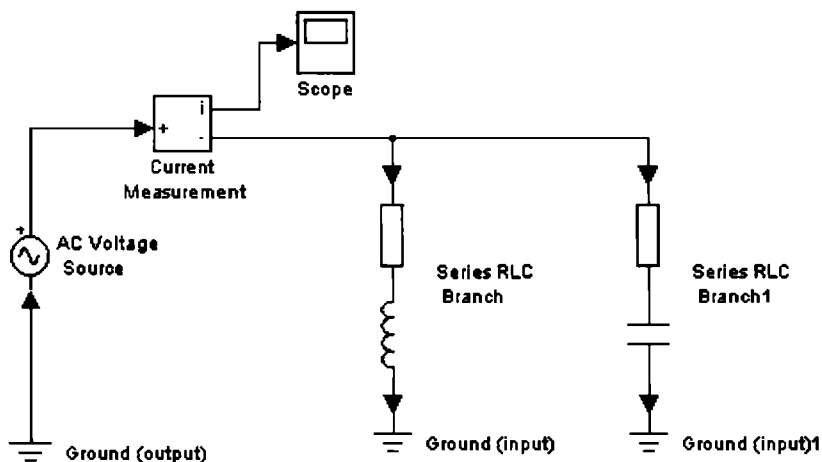 Scope
i
+
-
Current
Measurement
+
AC Voltage
Source
Series RLC
Branch
Series RLC
Branch1
Ground (output)
Ground (input)
Ground (input)1